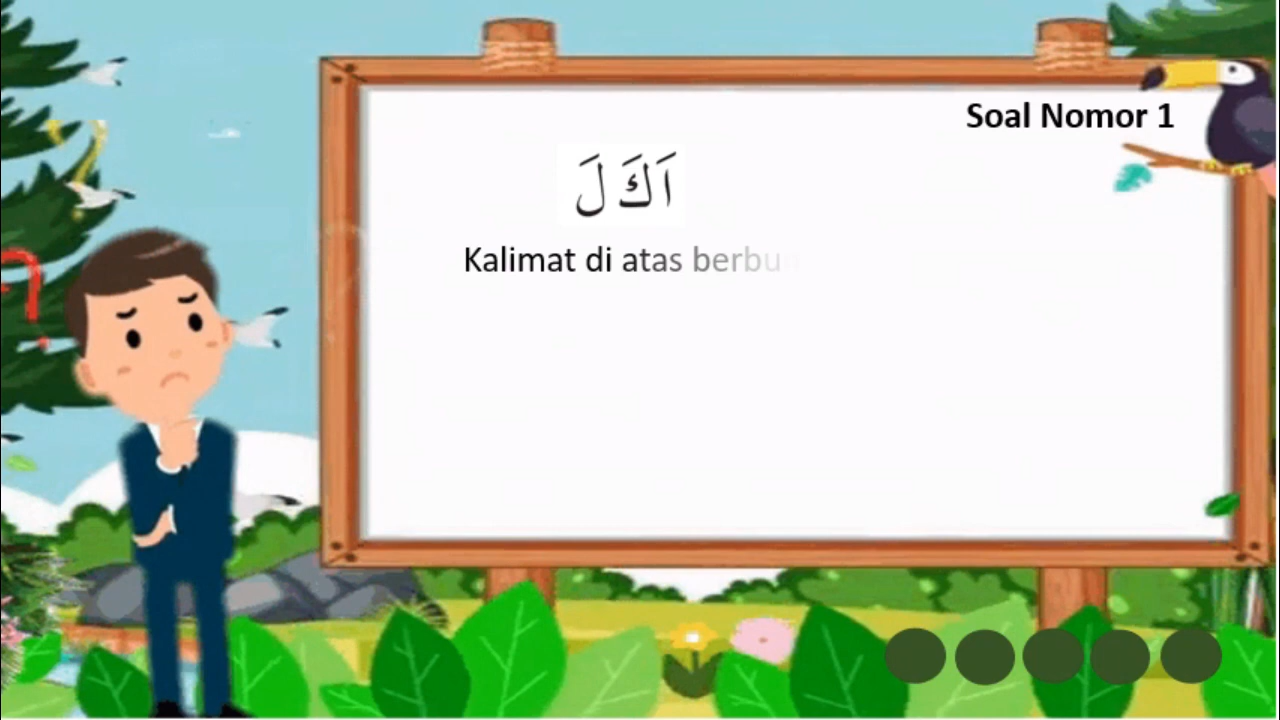 Soal Nomor 1
اَكَلَ
Kalimat di atas